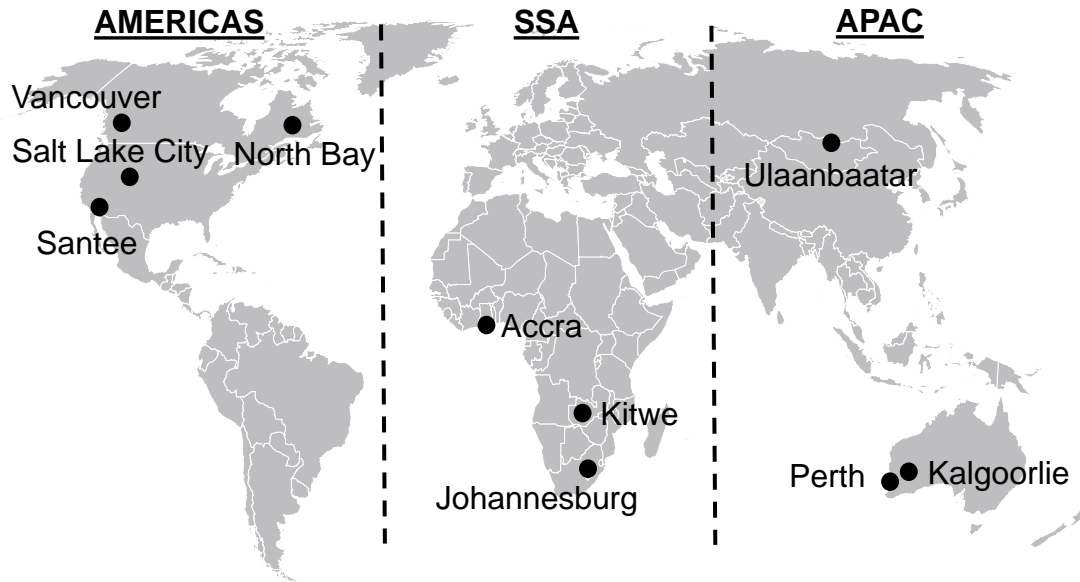 AMERICAS
SSA
APAC
Vancouver
Salt Lake City
North Bay
Santee
Ulaanbaatar
Accra
Kitwe
Johannesburg
Perth
Kalgoorlie